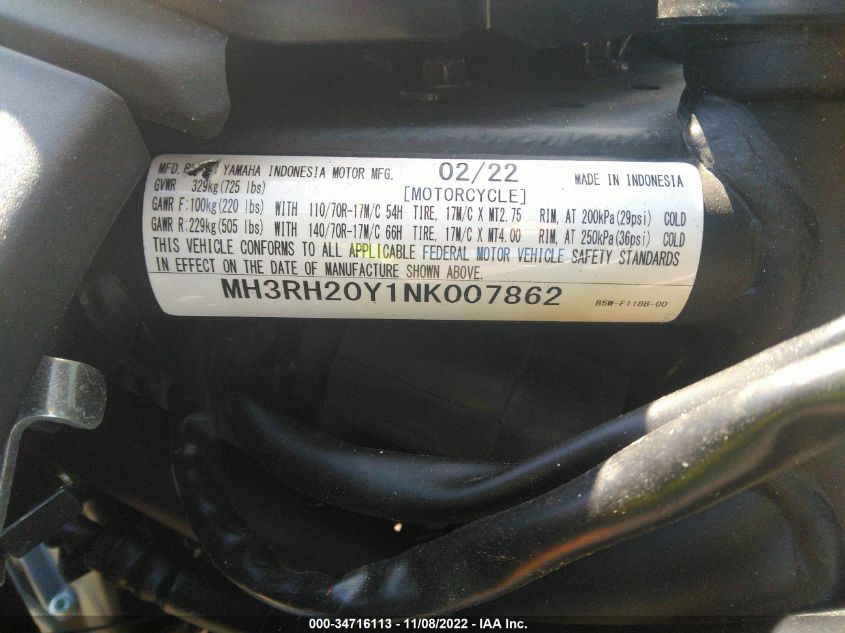 MFD. YAMAHA INDONESIA MOTOR MFG. 02/22 MADE IN INDONESIA
GVWR 329kg(725 lbs) [MOTORCYCLE]
GAWR F: 100kg(220 lbs) WITH 110/70R-17M/C 54H TIRE, 17M/C X MT2.75 RIM, AT 200kPa(29psi) COLD
GAWR R: 229kg(505 lbs) WITH 140/70R-17M/C 66H TIRE, 17M/C X MT4.00 RIM, AT 250kPa(36psi) COLD
THIS VEHICLE CONFORMS TO ALL APPLICABLE FEDERAL MOTOR VEHICLE SAFETY STANDARDS
IN EFFECT ON THE DATE OF MANUFACTURE SHOWN ABOVE.
MH3RH20Y1NK007862 B5W-F118B-00
000-34716113 - 11/08/2022 - IAA Inc.